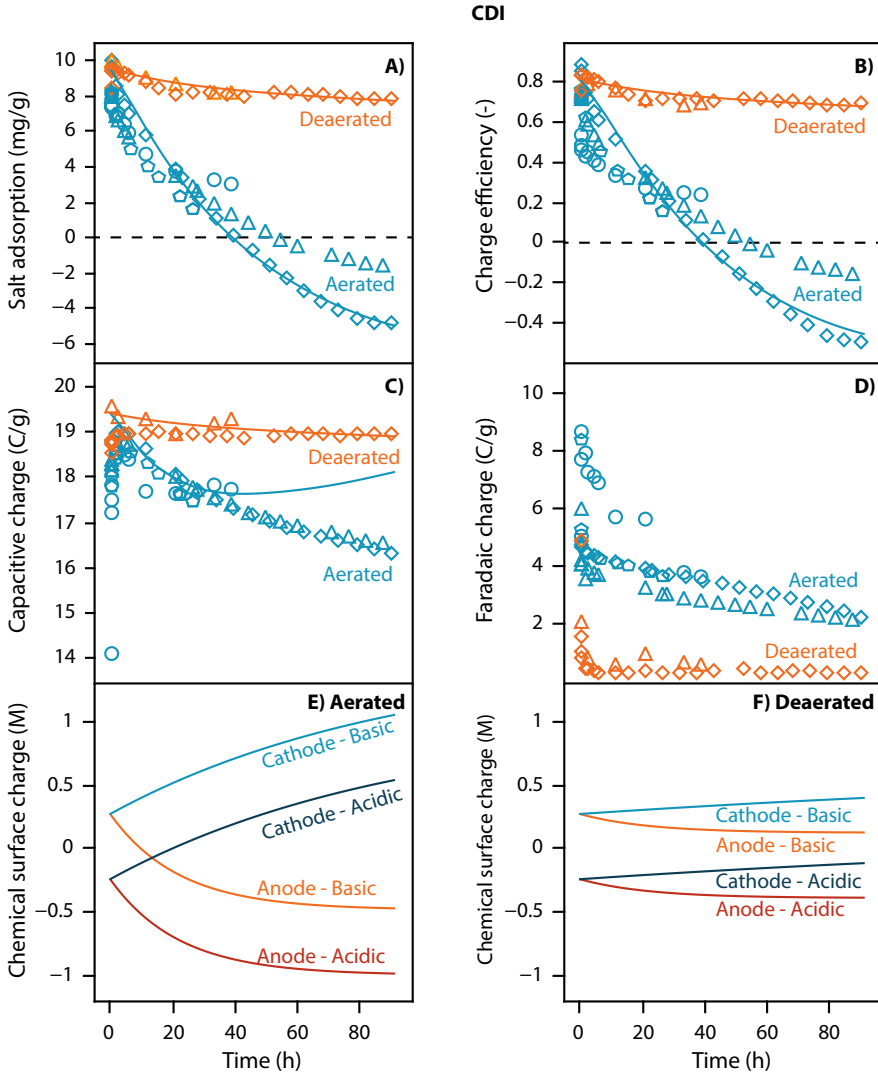 CDI
A)
Salt adsorption (mg/g)
10
8
6
4
2
0
−2
−4
−6
Deaerated
Aerated
B)
Charge efficiency (-)
0.8
0.6
0.4
0.2
0
−0.2
−0.4
Deaerated
Aerated
C)
Capacitive charge (C/g)
20
19
18
17
16
15
14
Deaerated
Aerated
D)
Faradaic charge (C/g)
10
8
6
4
2
Aerated
Deaerated
E) Aerated
Chemical surface charge (M)
1
0.5
0
−0.5
−1
Cathode - Basic
Cathode - Acidic
Anode - Basic
Anode - Acidic
0 20 40 60 80
Time (h)
F) Deaerated
Chemical surface charge (M)
1
0.5
0
−0.5
−1
Cathode - Basic
Anode - Basic
Cathode - Acidic
Anode - Acidic
0 20 40 60 80
Time (h)